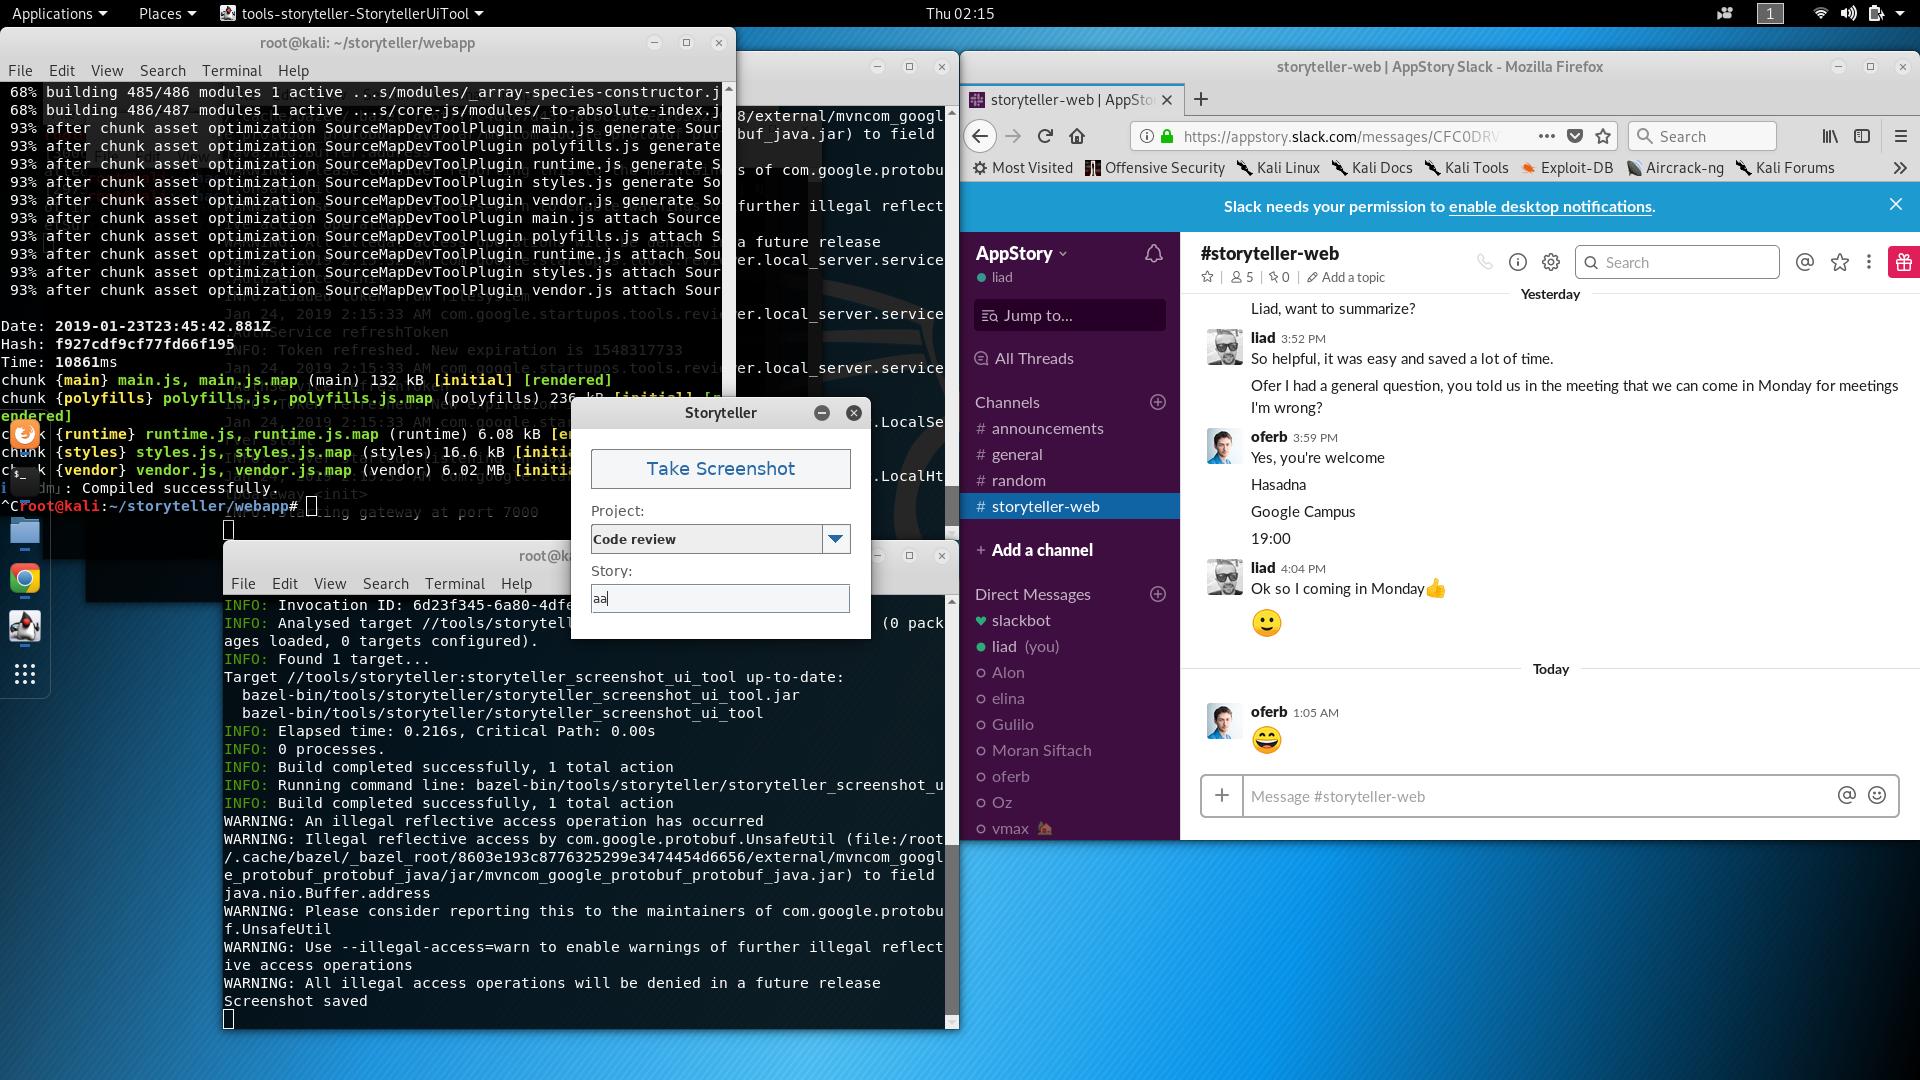 Applications
Places
tools-storyteller-StorytellerUiTool
Thu 02:15
1
root@kali: ~/storyteller/webapp
File Edit View Search Terminal Help
68% building 485/486 modules 1 active ...s/modules/_array-species-constructor.j
68% building 486/487 modules 1 active ...s/core-js/modules/_to-absolute-index.j
93% after chunk asset optimization SourceMapDevToolPlugin main.js generate Sour
93% after chunk asset optimization SourceMapDevToolPlugin polyfills.js generate
93% after chunk asset optimization SourceMapDevToolPlugin runtime.js generate S
93% after chunk asset optimization SourceMapDevToolPlugin styles.js generate So
93% after chunk asset optimization SourceMapDevToolPlugin vendor.js generate So
93% after chunk asset optimization SourceMapDevToolPlugin main.js attach Source
93% after chunk asset optimization SourceMapDevToolPlugin polyfills.js attach S
93% after chunk asset optimization SourceMapDevToolPlugin runtime.js attach Sou
93% after chunk asset optimization SourceMapDevToolPlugin styles.js attach Sour
93% after chunk asset optimization SourceMapDevToolPlugin vendor.js attach Sour
INFO: Loaded token from filesystem
Date: 2019-01-23T23:45:42.881Z
Hash: f927cdf9cf77fd66f195
Time: 10861ms
INFO: Token refreshed. New expiration is 1548317733
chunk {main} main.js, main.js.map (main) 132 kB [initial] [rendered]
chunk {polyfills} polyfills.js, polyfills.js.map (polyfills) 236 kB [initial] [r
endered]
{runtime} runtime.js, runtime.js.map (runtime) 6.08 kB [en
{styles} styles.js, styles.js.map (styles) 16.6 kB [initia
{vendor} vendor.js, vendor.js.map (vendor) 6.02 MB [initia
: Compiled successfully.
^Croot@kali:~/storyteller/webapp#
gateway at port 7000
8/external/mvncom_googl
buf_java.jar) to field
s of com.google.protobu
further illegal reflect
a future release
er.local_server.service
er.local_server.service
er.local_server.service
.LocalSe
.LocalHt
Storyteller
Take Screenshot
Project:
Code review
Story:
aa
root@ka
File Edit View Search Terminal Help
INFO: Invocation ID: 6d23f345-6a80-4dfe
INFO: Analysed target //tools/storytell (0 pack
ages loaded, 0 targets configured).
INFO: Found 1 target...
Target //tools/storyteller:storyteller_screenshot_ui_tool up-to-date:
bazel-bin/tools/storyteller/storyteller_screenshot_ui_tool.jar
bazel-bin/tools/storyteller/storyteller_screenshot_ui_tool
INFO: Elapsed time: 0.216s, Critical Path: 0.00s
INFO: 0 processes.
INFO: Build completed successfully, 1 total action
INFO: Running command line: bazel-bin/tools/storyteller/storyteller_screenshot_u
INFO: Build completed successfully, 1 total action
WARNING: An illegal reflective access operation has occurred
WARNING: Illegal reflective access by com.google.protobuf.UnsafeUtil (file:/root
/.cache/bazel/_bazel_root/8603e193c8776325299e3474454d6656/external/mvncom_googl
e_protobuf_protobuf_java/jar/mvncom_google_protobuf_protobuf_java.jar) to field
java.nio.Buffer.address
WARNING: Please consider reporting this to the maintainers of com.google.protobu
f.UnsafeUtil
WARNING: Use --illegal-access=warn to enable warnings of further illegal reflect
ive access operations
WARNING: All illegal access operations will be denied in a future release
Screenshot saved
storyteller-web | AppStory Slack - Mozilla Firefox
storyteller-web | AppSto
https://appstory.slack.com/messages/CFC0DRV
Search
Most Visited Offensive Security Kali Linux Kali Docs Kali Tools Exploit-DB Aircrack-ng Kali Forums
Slack needs your permission to enable desktop notifications.
AppStory
liad
Jump to...
All Threads
Channels
# announcements
# general
# random
# storyteller-web
+ Add a channel
Direct Messages
slackbot
liad (you)
Alon
elina
Gulilo
Moran Siftach
oferb
Oz
vmax
#storyteller-web
5 0 Add a topic
Search
Yesterday
Liad, want to summarize?
liad 3:52 PM
So helpful, it was easy and saved a lot of time.
Ofer I had a general question, you told us in the meeting that we can come in Monday for meetings
I'm wrong?
oferb 3:59 PM
Yes, you're welcome
Hasadna
Google Campus
19:00
liad 4:04 PM
Ok so I coming in Monday👍
🙂
Today
oferb 1:05 AM
😄
Message #storyteller-web